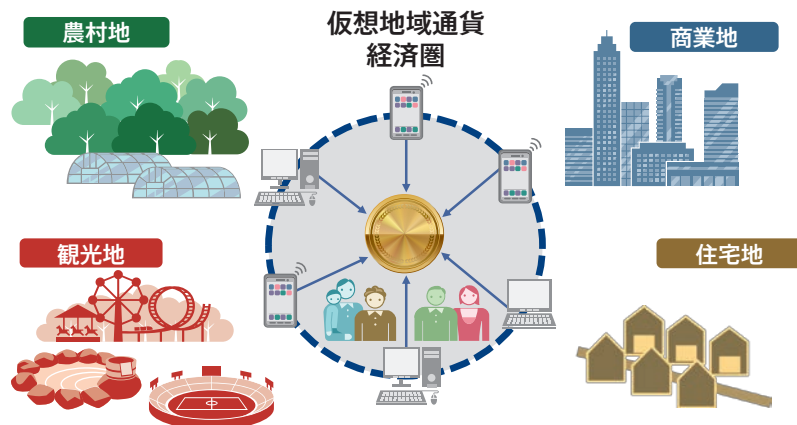 農村地
仮想地域通貨
経済圏
商業地
観光地
住宅地